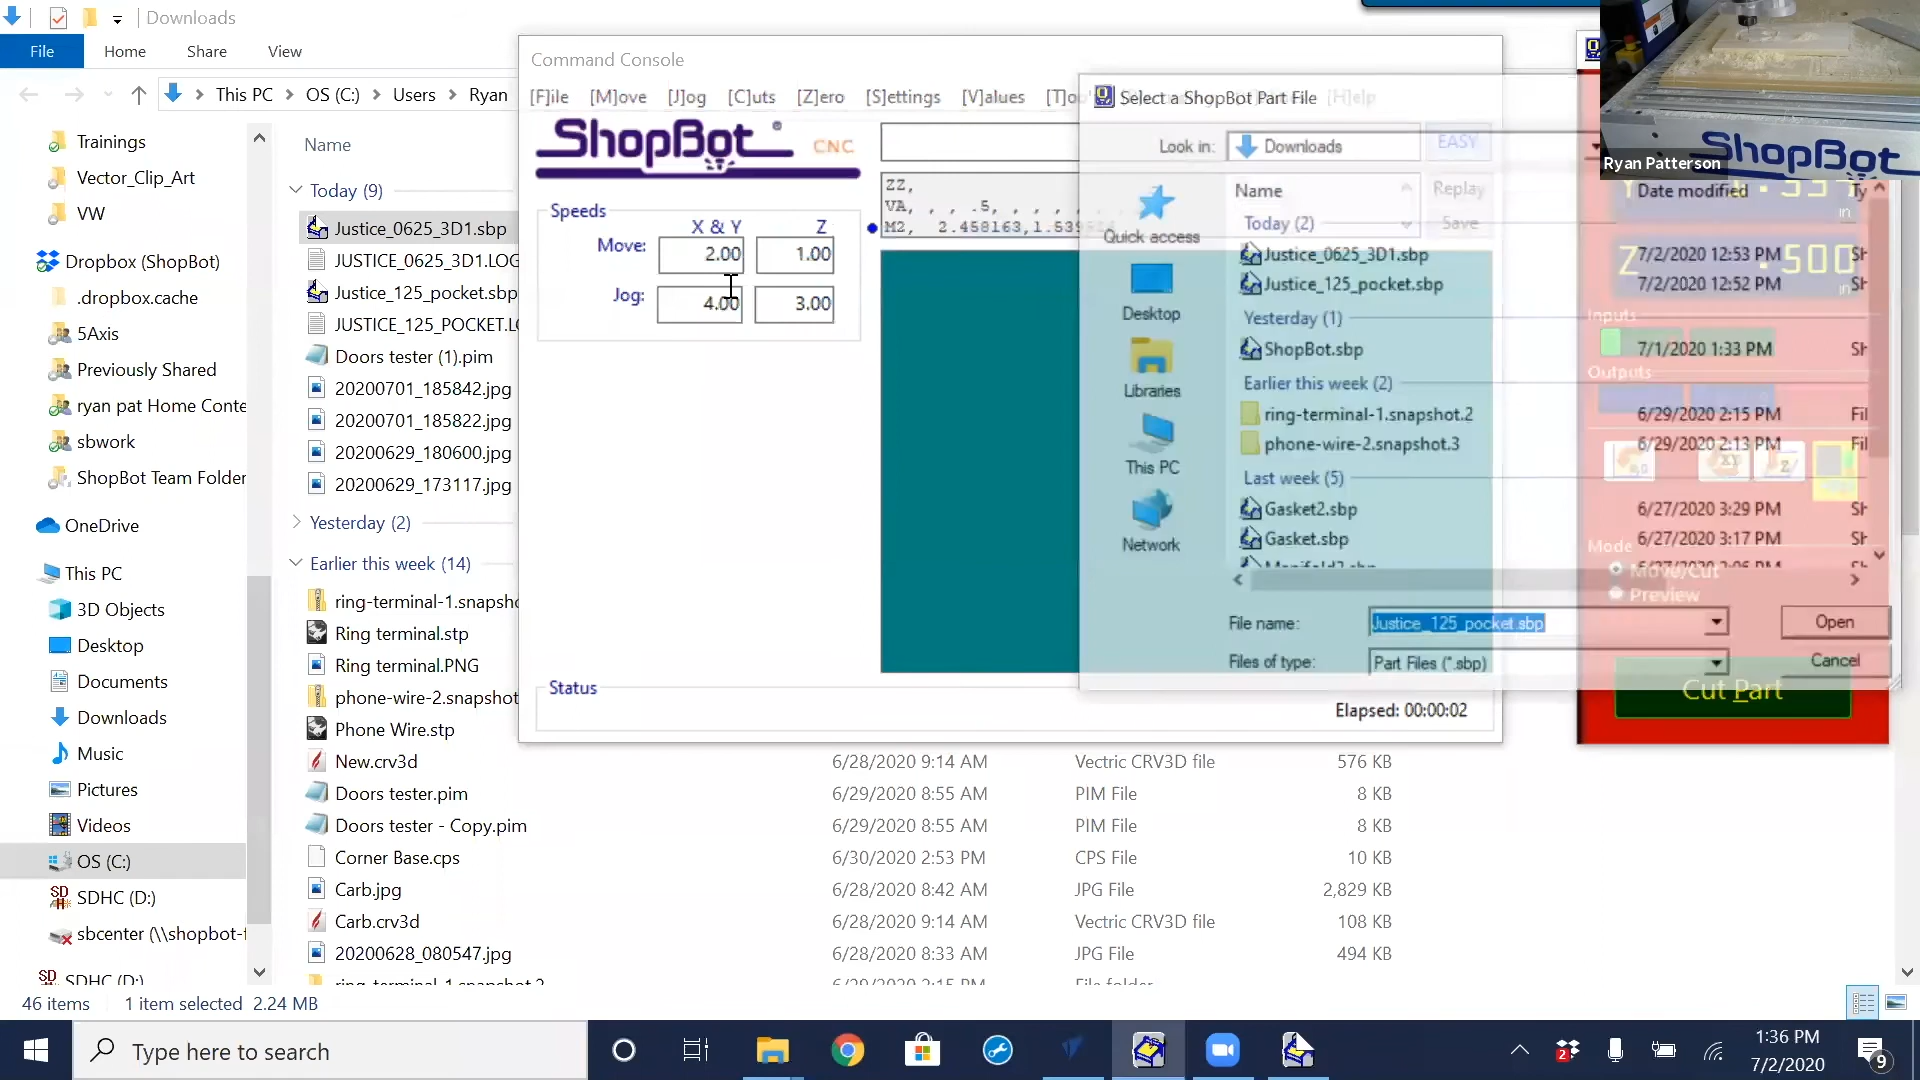 Downloads
File
Home
Share
View
This PC
OS (C:)
Users
Ryan
Trainings
Vector_Clip_Art
VW
Dropbox (ShopBot)
.dropbox.cache
5Axis
Previously Shared
ryan pat Home Conte
sbwork
ShopBot Team Folder
OneDrive
This PC
3D Objects
Desktop
Documents
Downloads
Music
Pictures
Videos
OS (C:)
SDHC (D:)
sbcenter (\\shopbot-f
SDHC (D:)
Name
Today (9)
Justice_0625_3D1.sbp
JUSTICE_0625_3D1.LOG
Justice_125_pocket.sbp
JUSTICE_125_POCKET.LO
Doors tester (1).pim
20200701_185842.jpg
20200701_185822.jpg
20200629_180600.jpg
20200629_173117.jpg
Yesterday (2)
Earlier this week (14)
ring-terminal-1.snapsho
Ring terminal.stp
Ring terminal.PNG
phone-wire-2.snapshot
Phone Wire.stp
New.crv3d 6/28/2020 9:14 AM Vectric CRV3D file 576 KB
Doors tester.pim 6/29/2020 8:55 AM PIM File 8 KB
Doors tester - Copy.pim 6/29/2020 8:55 AM PIM File 8 KB
Corner Base.cps 6/30/2020 2:53 PM CPS File 10 KB
Carb.jpg 6/28/2020 8:42 AM JPG File 2,829 KB
Carb.crv3d 6/28/2020 9:14 AM Vectric CRV3D file 108 KB
20200628_080547.jpg 6/28/2020 8:33 AM JPG File 494 KB
ring-terminal-1.snapshot.2 6/29/2020 2:15 PM File folder
46 items 1 item selected 2.24 MB
Command Console
[F]ile [M]ove [J]og [C]uts [Z]ero [S]ettings [V]alues [T]oo [H]elp
ShopBot CNC
Speeds
X & Y Z
Move: 2.00 1.00
Jog: 4.00 3.00
ZZ,
VA, , , .5, , , , ,
M2, 2.458163,1.539
EASY
Replay
Save
Status
Elapsed: 00:00:02
Select a ShopBot Part File
Look in: Downloads
Quick access
Desktop
Libraries
This PC
Network
Name Date modified Ty
Today (2)
Justice_0625_3D1.sbp 7/2/2020 12:53 PM Sh
Justice_125_pocket.sbp 7/2/2020 12:52 PM Sh
Yesterday (1)
ShopBot.sbp 7/1/2020 1:33 PM Sh
Earlier this week (2)
ring-terminal-1.snapshot.2 6/29/2020 2:15 PM Fil
phone-wire-2.snapshot.3 6/29/2020 2:13 PM Fil
Last week (5)
Gasket2.sbp 6/27/2020 3:29 PM Sh
Gasket.sbp 6/27/2020 3:17 PM Sh
File name: Justice_125_pocket.sbp Open
Files of type: Part Files (*.sbp) Cancel
Z .500
in
in
Inputs
Outputs
XY
Z
Mode
Move/Cut
Preview
Cut Part
ShopBot
Ryan Patterson
Type here to search
2
1:36 PM
7/2/2020
9